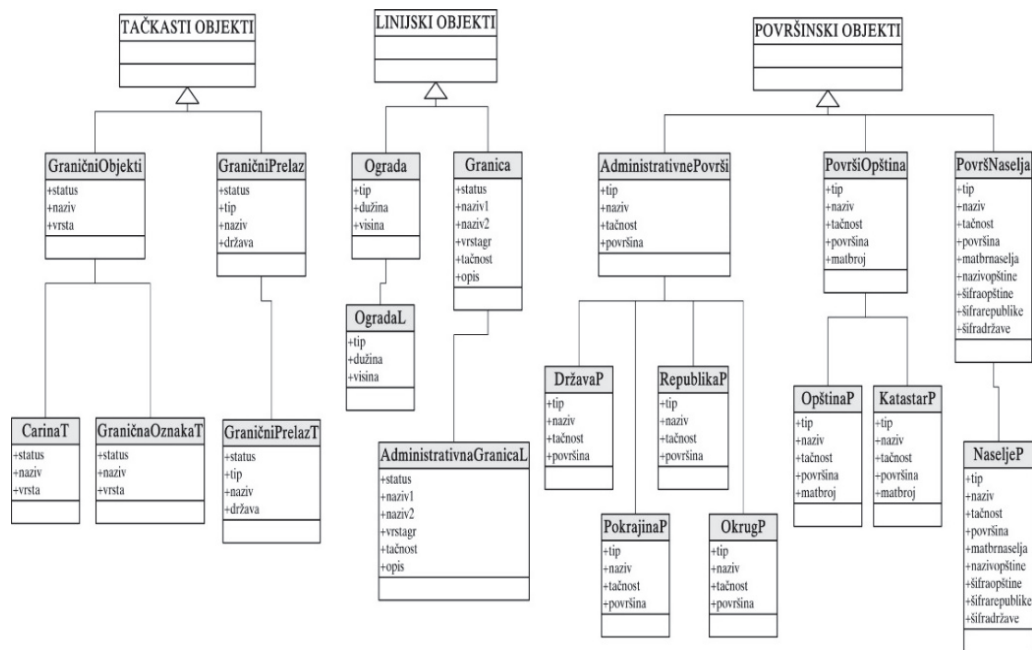 TAČKASTI OBJEKTI
GraničniObjekti
+status
+naziv
+vrsta
GraničniPrelaz
+status
+tip
+naziv
+država
CarinaT
+status
+naziv
+vrsta
GraničnaOznakaT
+status
+naziv
+vrsta
GraničniPrelazT
+status
+tip
+naziv
+država
LINIJSKI OBJEKTI
Ograda
+tip
+dužina
+visina
Granica
+status
+naziv1
+naziv2
+vrstagr
+tačnost
+opis
OgradaL
+tip
+dužina
+visina
AdministrativnaGranicaL
+status
+naziv1
+naziv2
+vrstagr
+tačnost
+opis
POVRŠINSKI OBJEKTI
AdministrativnePovrši
+tip
+naziv
+tačnost
+površina
PovršiOpština
+tip
+naziv
+tačnost
+površina
+matbroj
PovršNaselja
+tip
+naziv
+tačnost
+površina
+matbrnaselja
+nazivopštine
+šifraopštine
+šifrarepublike
+šifradržave
DržavaP
+tip
+naziv
+tačnost
+površina
RepublikaP
+tip
+naziv
+tačnost
+površina
OpštinaP
+tip
+naziv
+tačnost
+površina
+matbroj
KatastarP
+tip
+naziv
+tačnost
+površina
+matbroj
PokrajinaP
+tip
+naziv
+tačnost
+površina
OkrugP
+tip
+naziv
+tačnost
+površina
NaseljeP
+tip
+naziv
+tačnost
+površina
+matbrnaselja
+nazivopštine
+šifraopštine
+šifrarepublike
+šifradržave